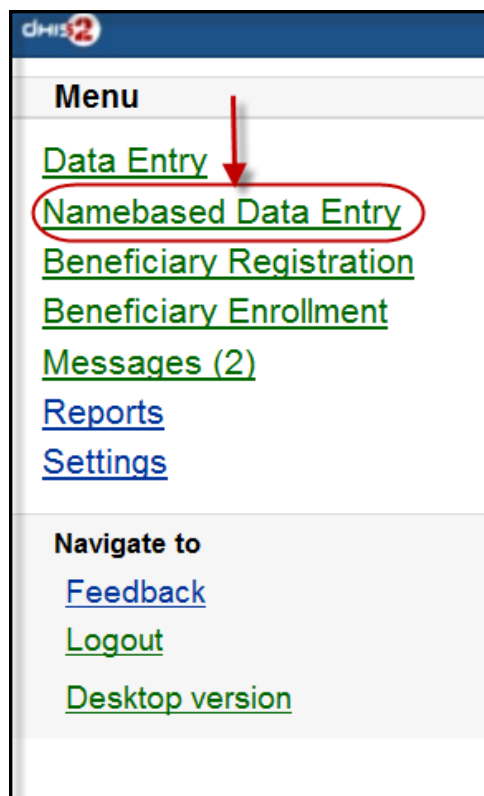 dHIS2
Menu
Data Entry
Namebased Data Entry
Beneficiary Registration
Beneficiary Enrollment
Messages (2)
Reports
Settings
Navigate to
Feedback
Logout
Desktop version